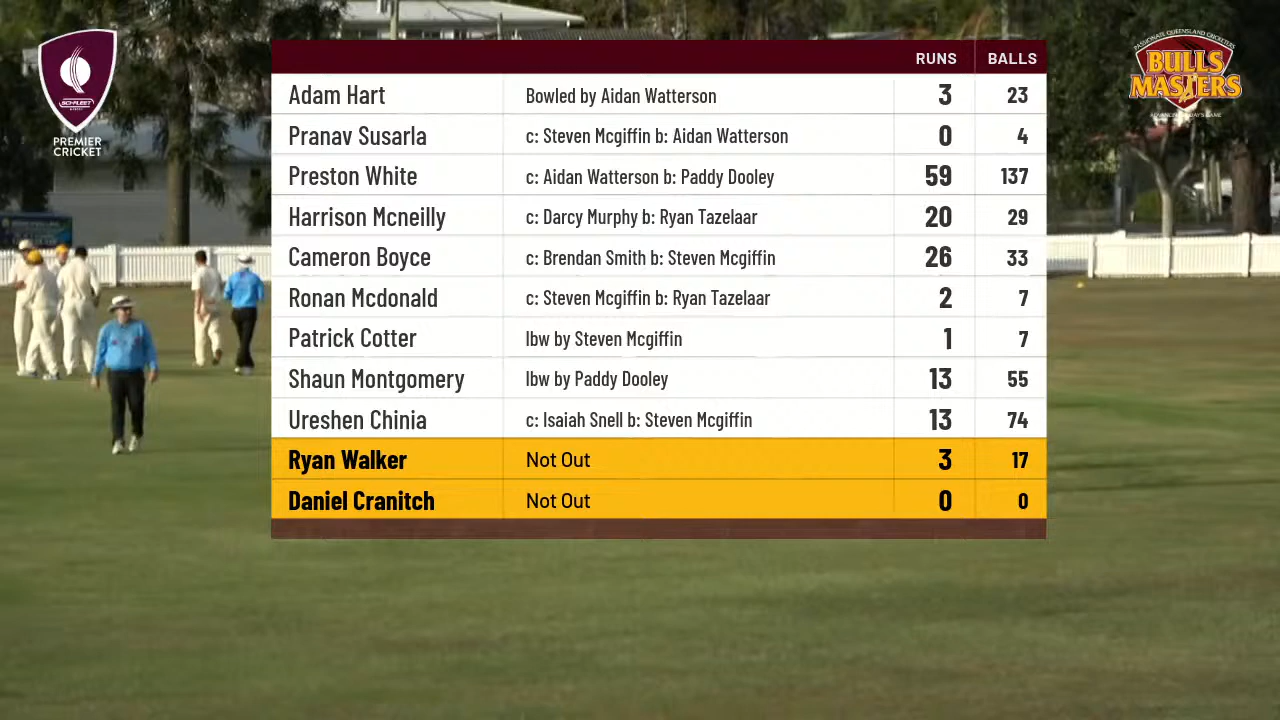 PREMIER
CRICKET
BULLS
MASTERS
RUNS BALLS
Adam Hart Bowled by Aidan Watterson 3 23
Pranav Susarla c: Steven Mcgiffin b: Aidan Watterson 0 4
Preston White c: Aidan Watterson b: Paddy Dooley 59 137
Harrison Mcneilly c: Darcy Murphy b: Ryan Tazelaar 20 29
Cameron Boyce c: Brendan Smith b: Steven Mcgiffin 26 33
Ronan Mcdonald c: Steven Mcgiffin b: Ryan Tazelaar 2 7
Patrick Cotter lbw by Steven Mcgiffin 1 7
Shaun Montgomery lbw by Paddy Dooley 13 55
Ureshen Chinia c: Isaiah Snell b: Steven Mcgiffin 13 74
Ryan Walker Not Out 3 17
Daniel Cranitch Not Out 0 0